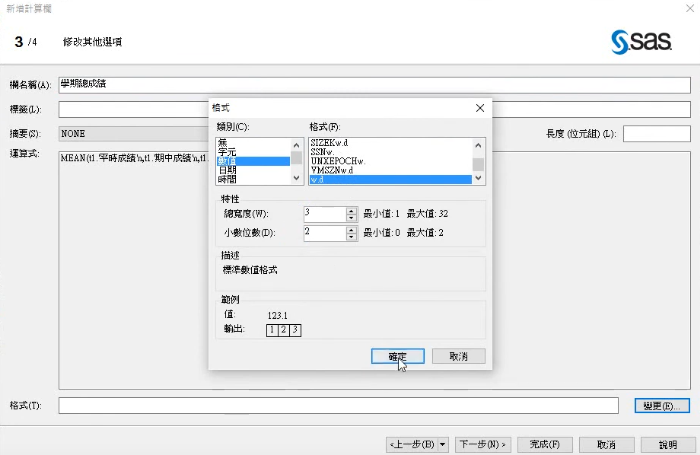 新增計算欄
3 /4 修改其他選項
sas
欄名稱(A): 學期總成績
標籤(L):
摘要(S): NONE 長度 (位元組) (L):
運算式: MEAN(t1.'平時成績'n,t1.'期中成績'n,t1.
格式
類別(C): 格式(F):
無
字元
數值
日期
時間
SIZEKw.d
SSNw.
UNXEPOCHw.
YMSZNw.d
w.d
特性
總寬度(W): 3 最小值: 1 最大值: 32
小數位數(D): 2 最小值: 0 最大值: 2
描述
標準數值格式
範例
值: 123.1
輸出: 1 2 3
確定 取消
格式(T): 變更(E)...
<上一步(B) 下一步(N) > 完成(F) 取消 說明